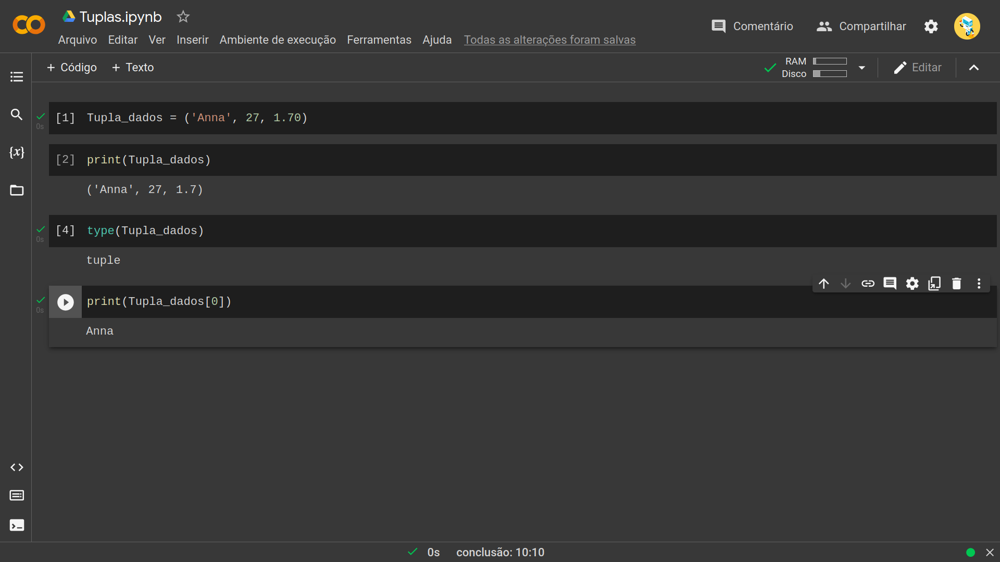 Tuplas.ipynb
Comentário Compartilhar
Arquivo Editar Ver Inserir Ambiente de execução Ferramentas Ajuda Todas as alterações foram salvas
+ Código + Texto
RAM
Disco
Editar
{x}
[1] Tupla_dados = ('Anna', 27, 1.70)
0s
[2] print(Tupla_dados)
('Anna', 27, 1.7)
[4] type(Tupla_dados)
0s
tuple
print(Tupla_dados[0])
0s
Anna
0s conclusão: 10:10